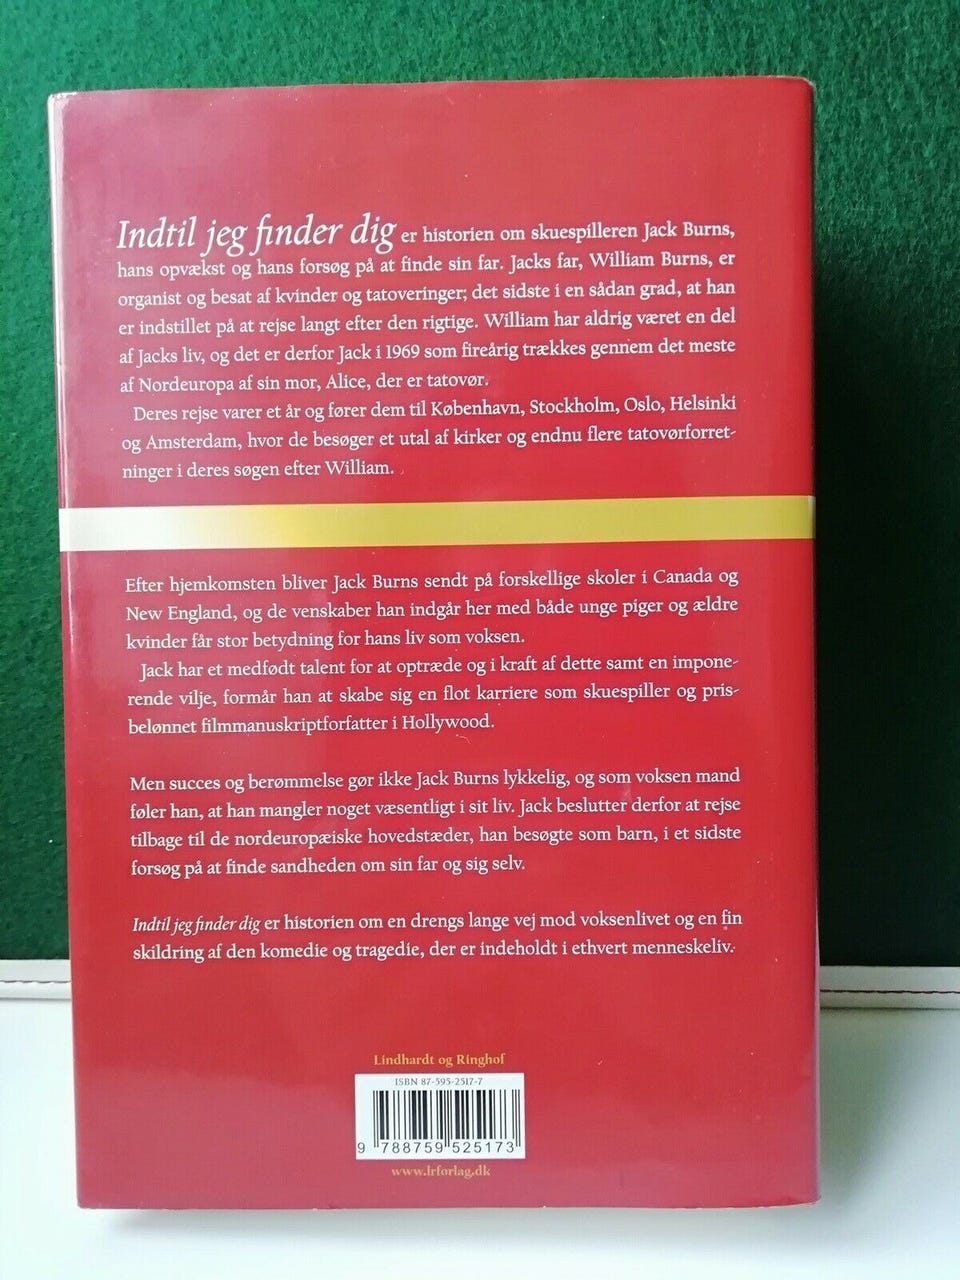 Indtil jeg finder dig er historien om skuespilleren Jack Burns,
hans opvækst og hans forsøg på at finde sin far. Jacks far, William Burns, er
organist og besat af kvinder og tatoveringer; det sidste i en sådan grad, at han
er indstillet på at rejse langt efter den rigtige. William har aldrig været en del
af Jacks liv, og det er derfor Jack i 1969 som fireårig trækkes gennem det meste
af Nordeuropa af sin mor, Alice, der er tatovør.
Deres rejse varer et år og fører dem til København, Stockholm, Oslo, Helsinki
og Amsterdam, hvor de besøger et utal af kirker og endnu flere tatovørforret-
ninger i deres søgen efter William.
Efter hjemkomsten bliver Jack Burns sendt på forskellige skoler i Canada og
New England, og de venskaber han indgår her med både unge piger og ældre
kvinder får stor betydning for hans liv som voksen.
Jack har et medfødt talent for at optræde og i kraft af dette samt en impone-
rende vilje, formår han at skabe sig en flot karriere som skuespiller og pris-
belønnet filmmanuskriptforfatter i Hollywood.
Men succes og berømmelse gør ikke Jack Burns lykkelig, og som voksen mand
føler han, at han mangler noget væsentligt i sit liv. Jack beslutter derfor at rejse
tilbage til de nordeuropæiske hovedstæder, han besøgte som barn, i et sidste
forsøg på at finde sandheden om sin far og sig selv.
Indtil jeg finder dig er historien om en drengs lange vej mod voksenlivet og en fin
skildring af den komedie og tragedie, der er indeholdt i ethvert menneskeliv.
Lindhardt og Ringhof
ISBN 87-595-2517-7
9 788759 525173
www.lrforlag.dk